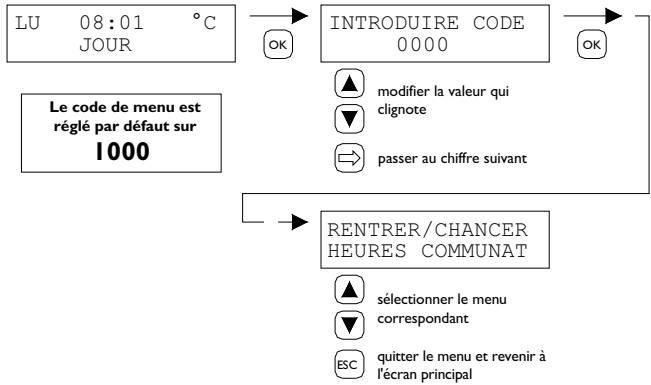 LU 08:01 °C
JOUR
OK
INTRODUIRE CODE
0000
OK
modifier la valeur qui
clignote
passer au chiffre suivant
Le code de menu est
réglé par défaut sur
1000
RENTRER/CHANCER
HEURES COMMUNAT
sélectionner le menu
correspondant
ESC
quitter le menu et revenir à
l'écran principal